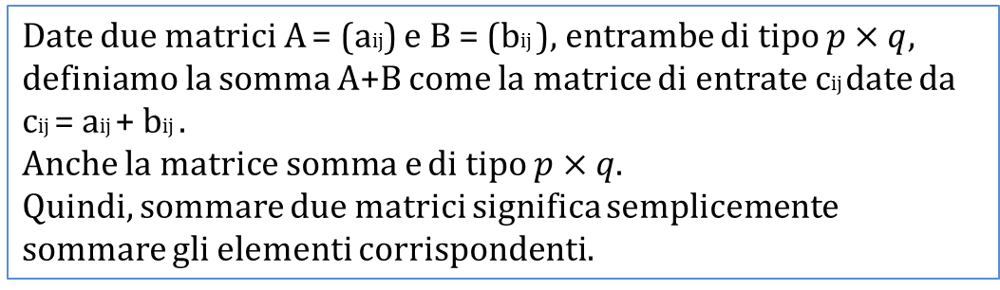 Date due matrici A = (aᵢⱼ) e B = (bᵢⱼ ), entrambe di tipo 𝑝 × 𝑞,
definiamo la somma A+B come la matrice di entrate cᵢⱼ date da
cᵢⱼ = aᵢⱼ + bᵢⱼ .
Anche la matrice somma e di tipo 𝑝 × 𝑞.
Quindi, sommare due matrici significa semplicemente
sommare gli elementi corrispondenti.